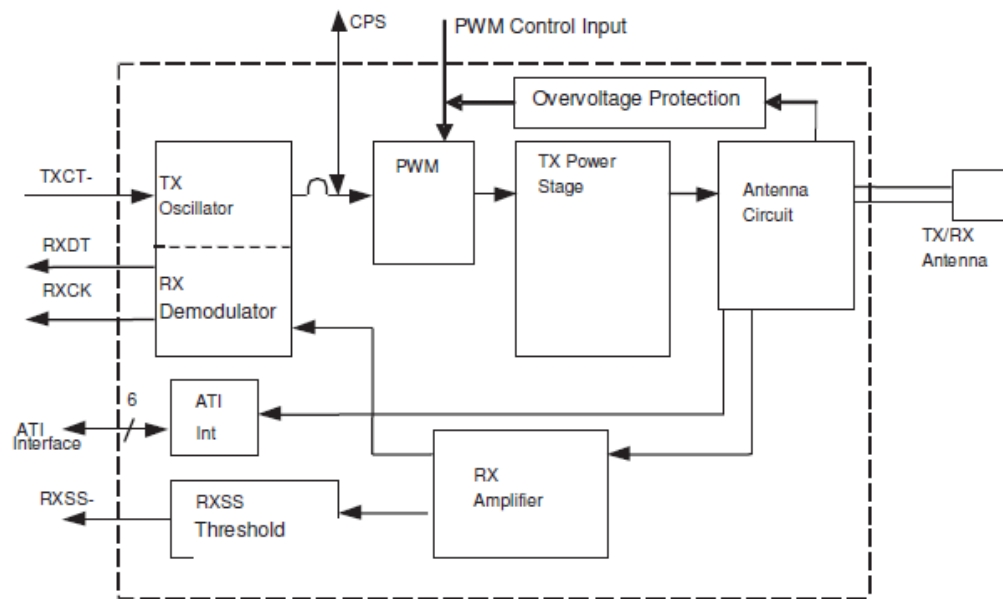 CPS
PWM Control Input
Overvoltage Protection
TXCT-
TX
Oscillator
PWM
TX Power
Stage
Antenna
Circuit
RXDT
RXCK
RX
Demodulator
TX/RX
Antenna
6
ATI
Interface
ATI
Int
RX
Amplifier
RXSS-
RXSS
Threshold